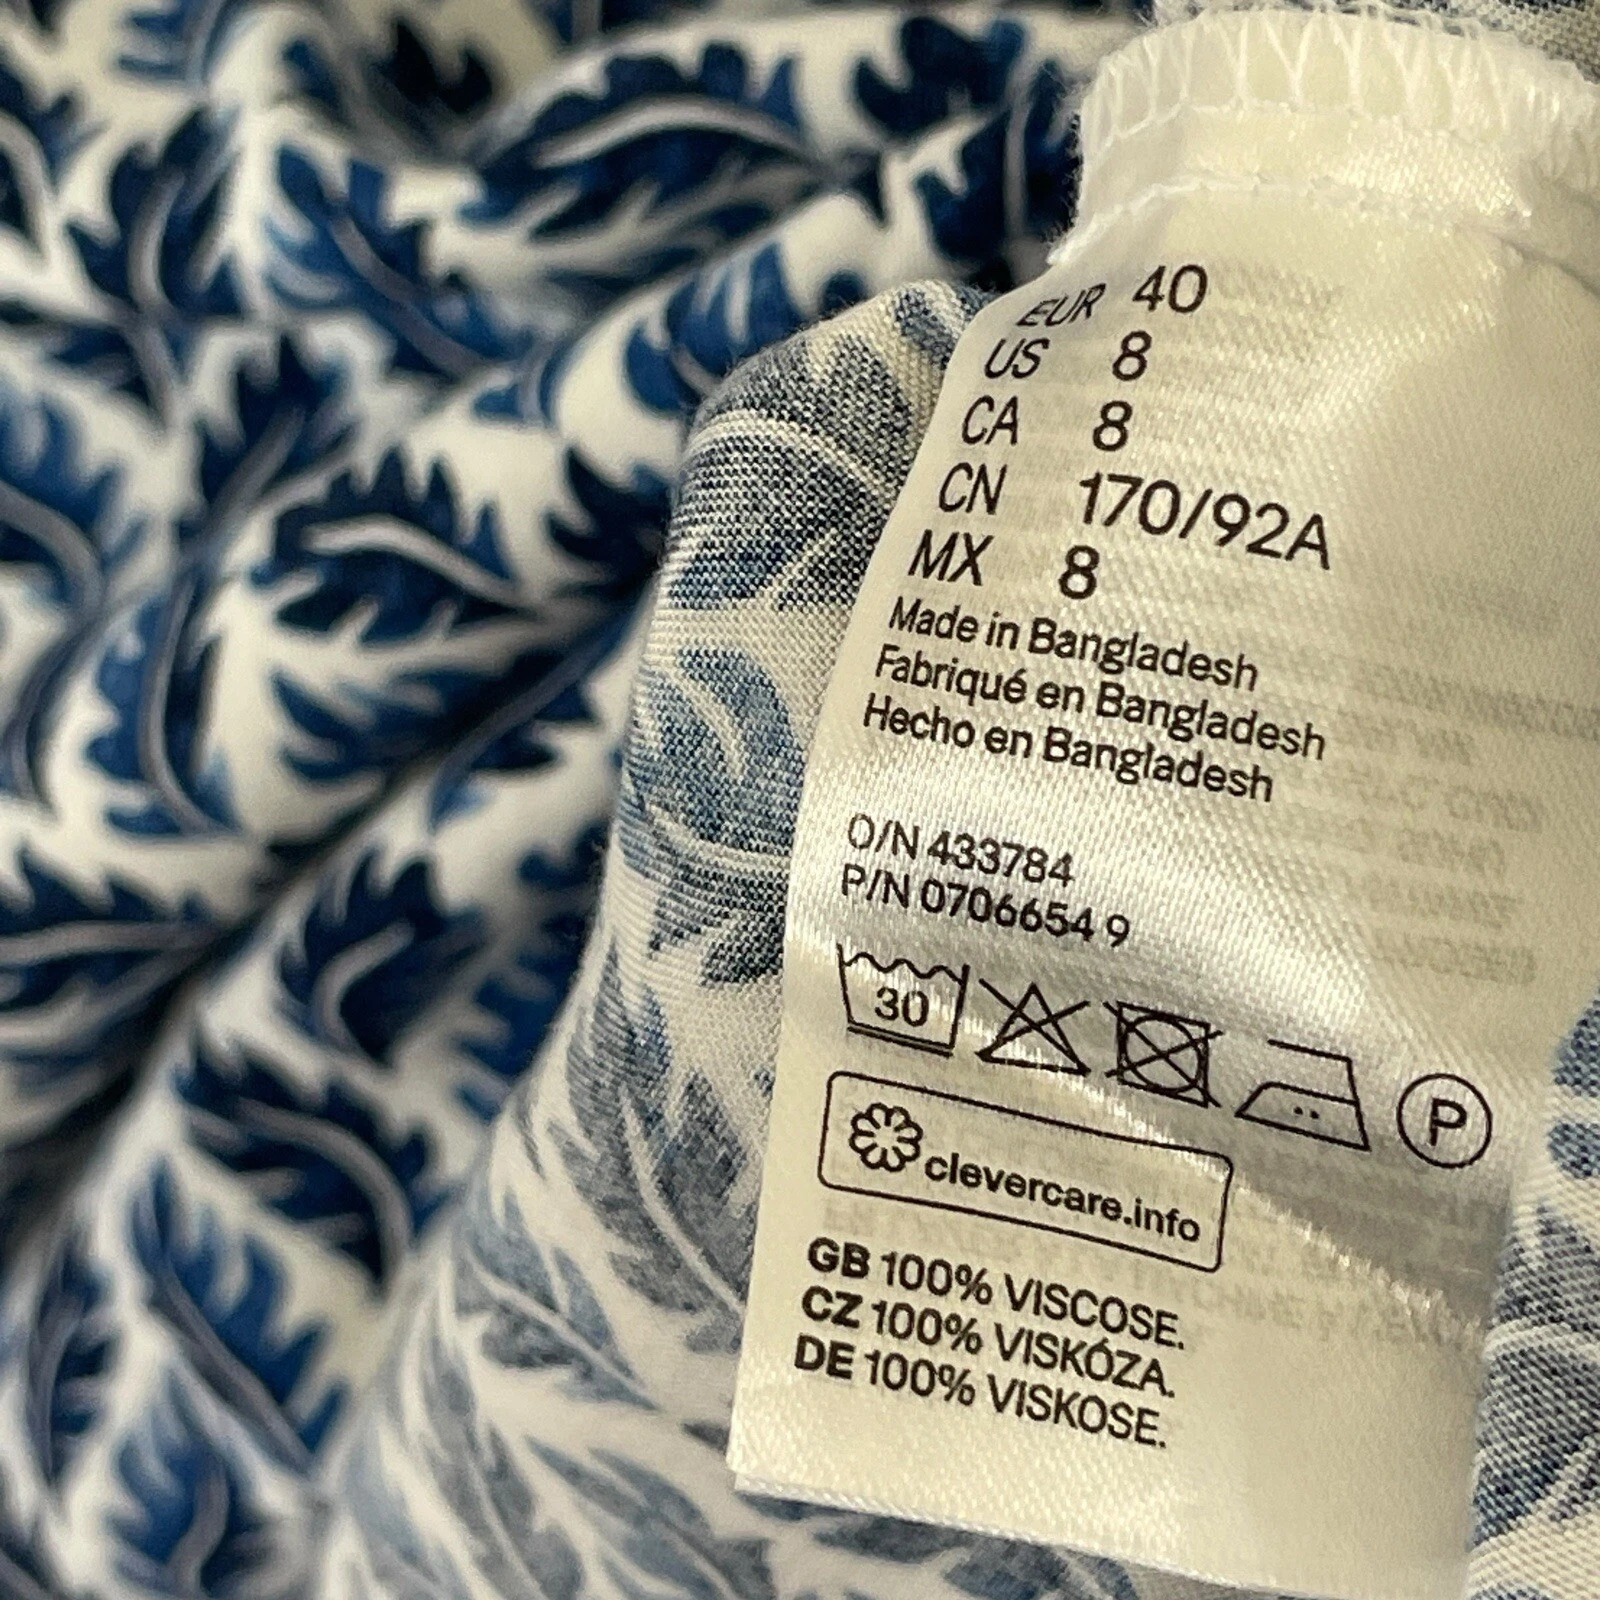 EUR 40
US 8
CA 8
CN 170/92A
MX 8
Made in Bangladesh
Fabriqué en Bangladesh
Hecho en Bangladesh
O/N 433784
P/N 0706654 9
30
P
clevercare.info
GB 100% VISCOSE.
CZ 100% VISKÓZA.
DE 100% VISKOSE.